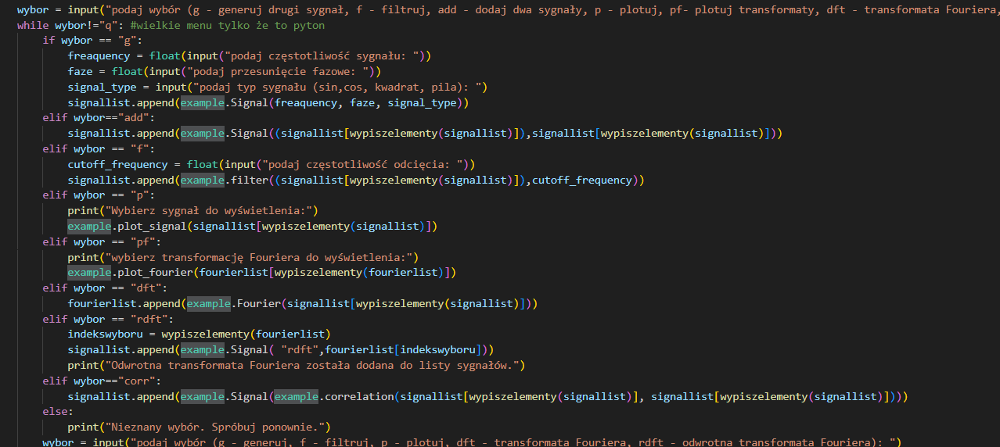 wybor = input("podaj wybór (g - generuj drugi sygnał, f - filtruj, add - dodaj dwa sygnały, p - plotuj, pf- plotuj transformaty, dft - transformata Fouriera,
while wybor!="q": #wielkie menu tylko że to pyton
    if wybor == "g":
        freaquency = float(input("podaj częstotliwość sygnału: "))
        faze = float(input("podaj przesunięcie fazowe: "))
        signal_type = input("podaj typ sygnału (sin,cos, kwadrat, pila): ")
        signallist.append(example.Signal(freaquency, faze, signal_type))
    elif wybor=="add":
        signallist.append(example.Signal((signallist[wypiszelementy(signallist)]),signallist[wypiszelementy(signallist)]))
    elif wybor == "f":
        cutoff_frequency = float(input("podaj częstotliwość odcięcia: "))
        signallist.append(example.filter((signallist[wypiszelementy(signallist)]),cutoff_frequency))
    elif wybor == "p":
        print("Wybierz sygnał do wyświetlenia:")
        example.plot_signal(signallist[wypiszelementy(signallist)])
    elif wybor == "pf":
        print("wybierz transformację Fouriera do wyświetlenia:")
        example.plot_fourier(fourierlist[wypiszelementy(fourierlist)])
    elif wybor == "dft":
        fourierlist.append(example.Fourier(signallist[wypiszelementy(signallist)]))
    elif wybor == "rdft":
        indekswyboru = wypiszelementy(fourierlist)
        signallist.append(example.Signal( "rdft",fourierlist[indekswyboru]))
        print("Odwrotna transformata Fouriera została dodana do listy sygnałów.")
    elif wybor=="corr":
        signallist.append(example.Signal(example.correlation(signallist[wypiszelementy(signallist)], signallist[wypiszelementy(signallist)])))
    else:
        print("Nieznany wybór. Spróbuj ponownie.")
    wybor = input("podaj wybór (g - generuj, f - filtruj, p - plotuj, dft - transformata Fouriera, rdft - odwrotna transformata Fouriera): ")